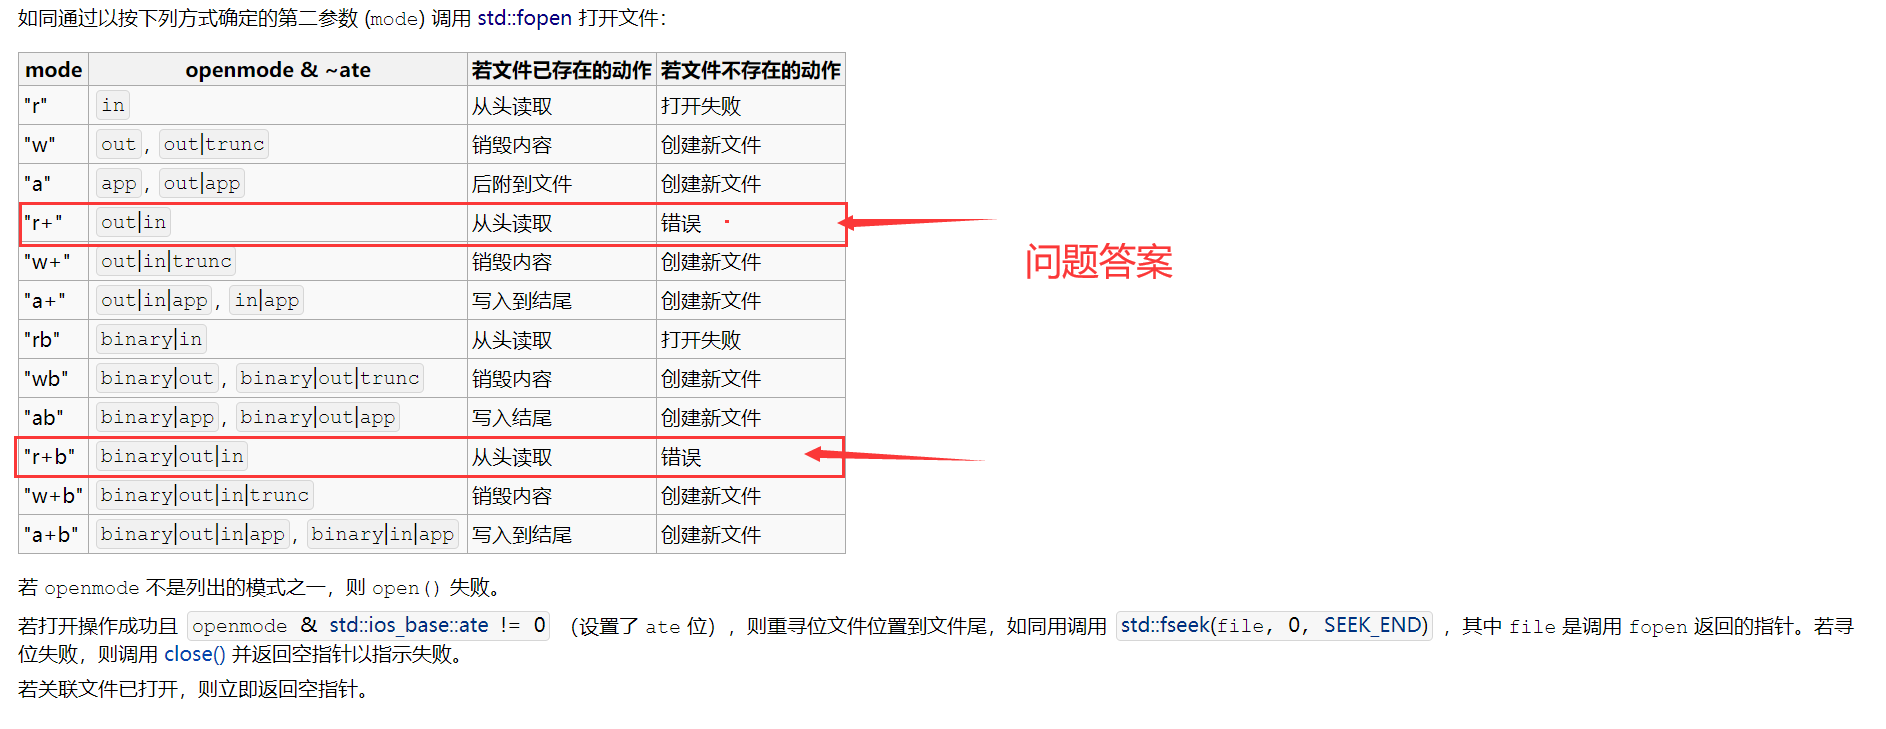 如同通过以按下列方式确定的第二参数 (mode) 调用 std::fopen 打开文件：
mode openmode & ~ate 若文件已存在的动作 若文件不存在的动作
"r" in 从头读取 打开失败
"w" out, out|trunc 销毁内容 创建新文件
"a" app, out|app 后附到文件 创建新文件
"r+" out|in 从头读取 错误
"w+" out|in|trunc 销毁内容 创建新文件
问题答案
"a+" out|in|app, in|app 写入到结尾 创建新文件
"rb" binary|in 从头读取 打开失败
"wb" binary|out, binary|out|trunc 销毁内容 创建新文件
"ab" binary|app, binary|out|app 写入结尾 创建新文件
"r+b" binary|out|in 从头读取 错误
"w+b" binary|out|in|trunc 销毁内容 创建新文件
"a+b" binary|out|in|app, binary|in|app 写入到结尾 创建新文件
若 openmode 不是列出的模式之一，则 open() 失败。
若打开操作成功且 openmode & std::ios_base::ate != 0 （设置了 ate 位），则重寻位文件位置到文件尾，如同用调用 std::fseek(file, 0, SEEK_END) ，其中 file 是调用 fopen 返回的指针。若寻
位失败，则调用 close() 并返回空指针以指示失败。
若关联文件已打开，则立即返回空指针。